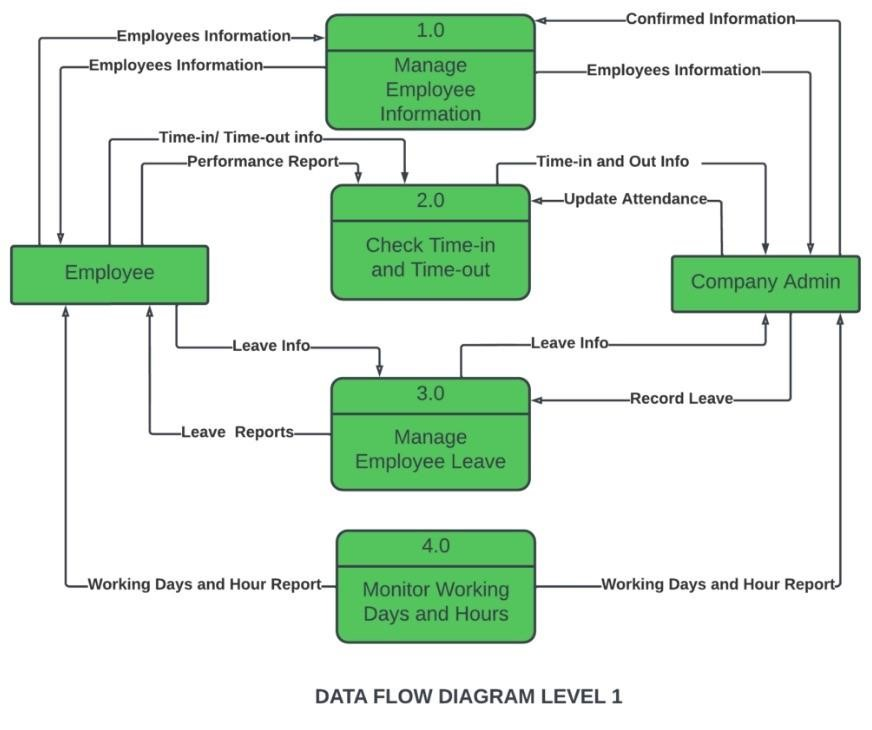 Confirmed Information
1.0
Employees Information
Employees Information
Manage
Employee
Information
Employees Information
Time-in/ Time-out info
Performance Report
Time-in and Out Info
2.0
Update Attendance
Check Time-in
and Time-out
Employee
Company Admin
Leave Info
Leave Info
3.0
Record Leave
Leave  Reports
Manage
Employee Leave
4.0
Working Days and Hour Report
Monitor Working
Days and Hours
Working Days and Hour Report
DATA FLOW DIAGRAM LEVEL 1